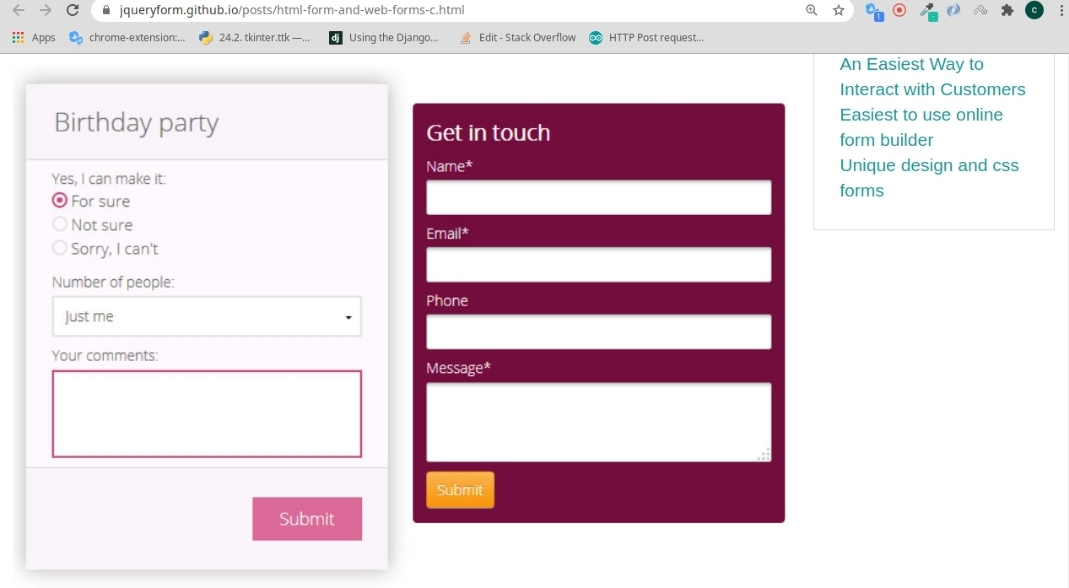 jqueryform.github.io/posts/html-form-and-web-forms-c.html
C
1
Apps
chrome-extension:...
24.2. tkinter.ttk —...
dj
Using the Django...
Edit - Stack Overflow
HTTP Post request...
Birthday party
Yes, I can make it:
For sure
Not sure
Sorry, I can't
Number of people:
Just me
Your comments:
Submit
Get in touch
Name*
Email*
Phone
Message*
Submit
An Easiest Way to
Interact with Customers
Easiest to use online
form builder
Unique design and css
forms